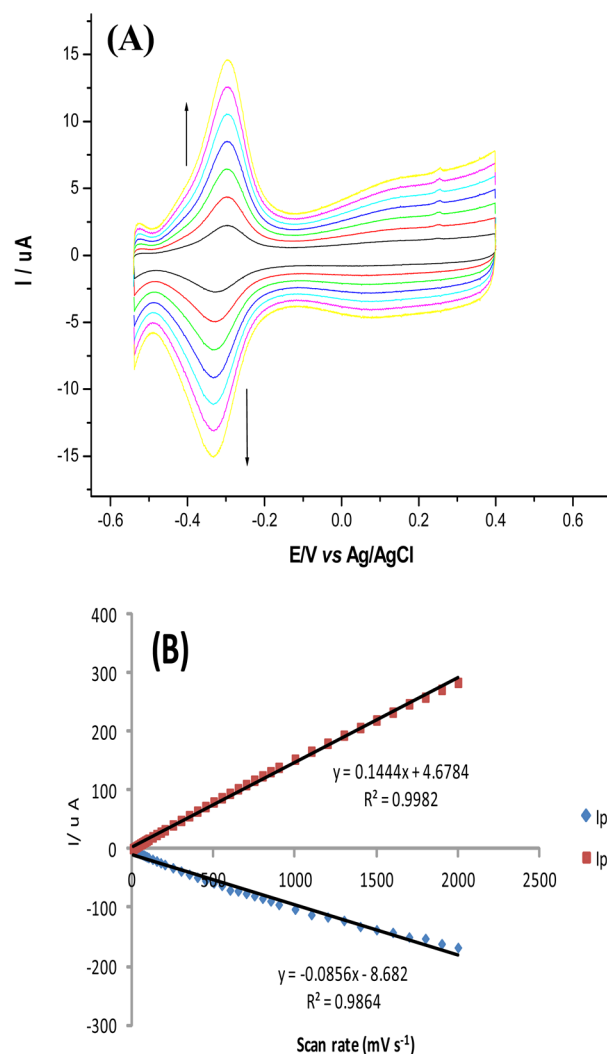 (A)
15
10
5
0
-5
-10
-15
I / uA
-0.6 -0.4 -0.2 0.0 0.2 0.4 0.6
E/V vs Ag/AgCl
(B)
400
300
200
100
0
-100
-200
-300
I/ u A
0 500 1000 1500 2000 2500
y = 0.1444x + 4.6784
R² = 0.9982
Ip
Ip
y = -0.0856x - 8.682
R² = 0.9864
Scan rate (mV s⁻¹)